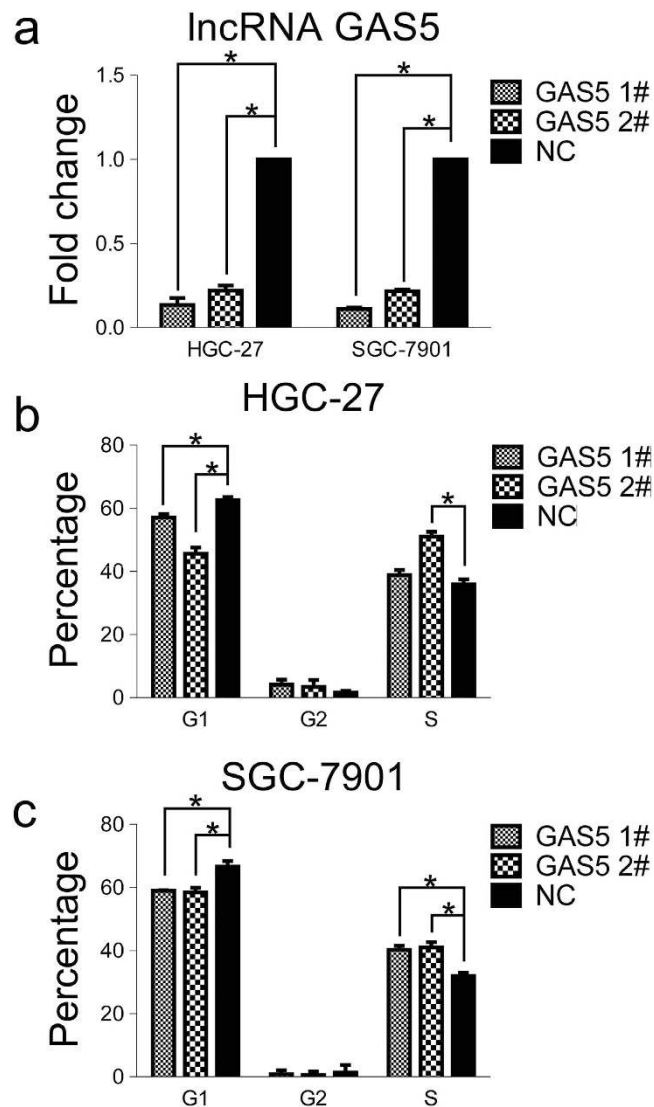 a
lncRNA GAS5
Fold change
1.5
1.0
0.5
0.0
*
*
*
*
HGC-27
SGC-7901
GAS5 1#
GAS5 2#
NC
b
HGC-27
Percentage
80
60
40
20
0
*
*
*
G1
G2
S
GAS5 1#
GAS5 2#
NC
c
SGC-7901
Percentage
80
60
40
20
0
*
*
*
*
G1
G2
S
GAS5 1#
GAS5 2#
NC